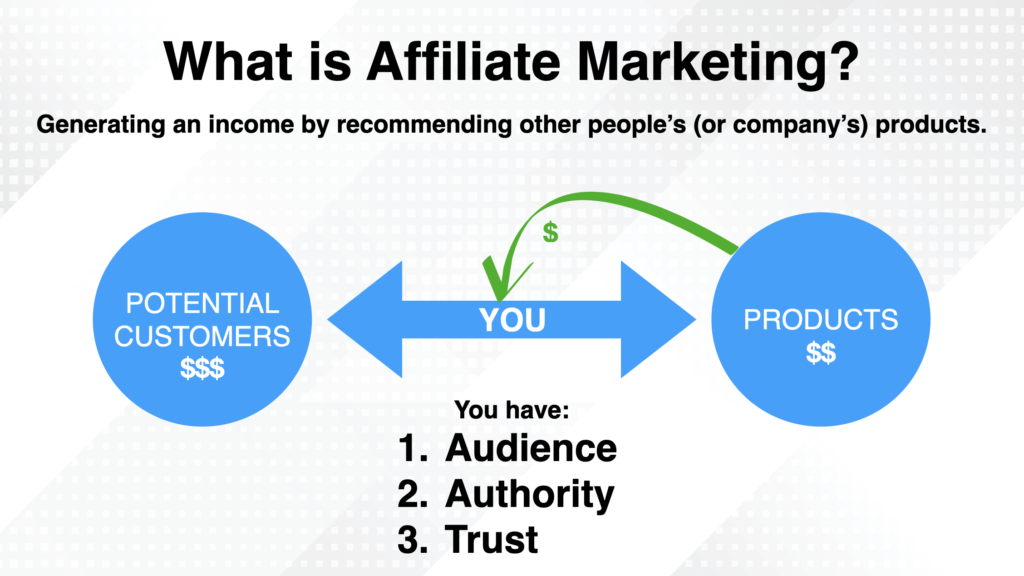 What is Affiliate Marketing?
Generating an income by recommending other people’s (or company’s) products.
$
POTENTIAL
CUSTOMERS
$$$
YOU
PRODUCTS
$$
You have:
1. Audience
2. Authority
3. Trust